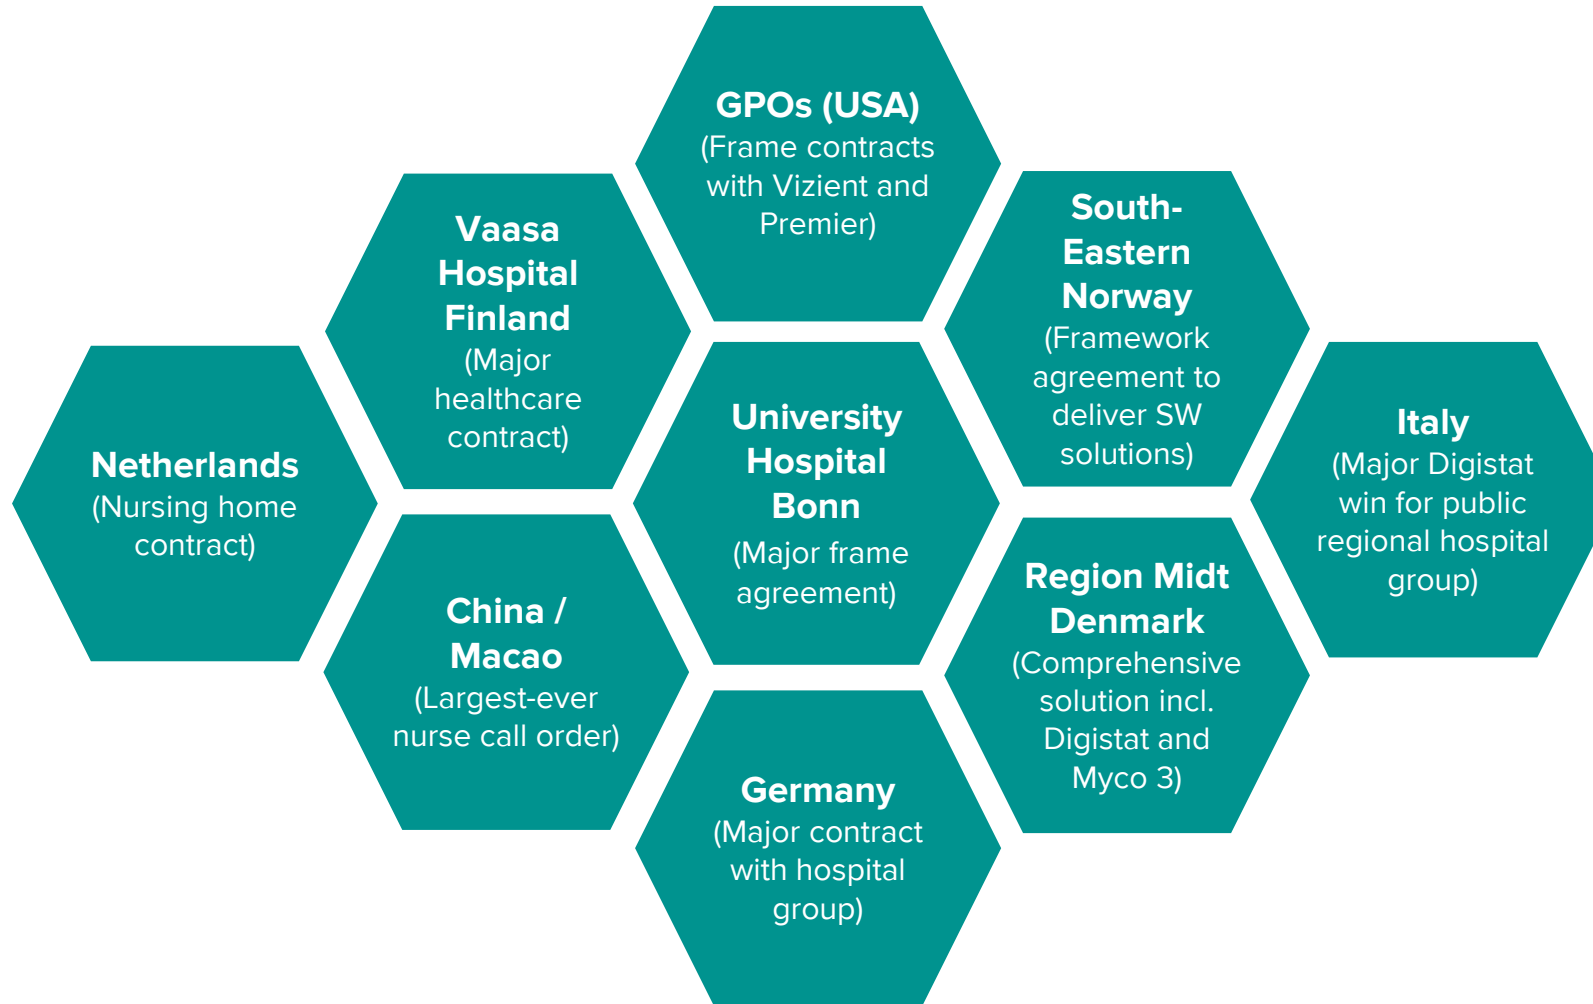 GPOs (USA)
(Frame contracts
with Vizient and
Premier)
Vaasa
Hospital
Finland
(Major
healthcare
contract)
South-
Eastern
Norway
(Framework
agreement to
deliver SW
solutions)
Netherlands
(Nursing home
contract)
University
Hospital
Bonn
(Major frame
agreement)
Italy
(Major Digistat
win for public
regional hospital
group)
China /
Macao
(Largest-ever
nurse call order)
Region Midt
Denmark
(Comprehensive
solution incl.
Digistat and
Myco 3)
Germany
(Major contract
with hospital
group)